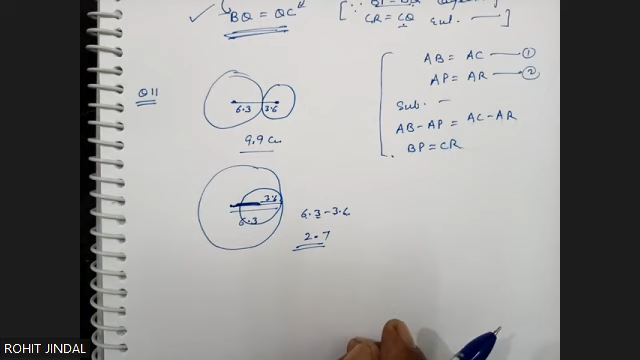 ✓ BQ = QC
CR = CQ
AB = AC — ①
AP = AR — ②
Sub. —
AB - AP = AC - AR
BP = CR
Q11
6.3 3.6
9.9 cm
3.6
6.3
6.3 - 3.6
2.7
ROHIT JINDAL